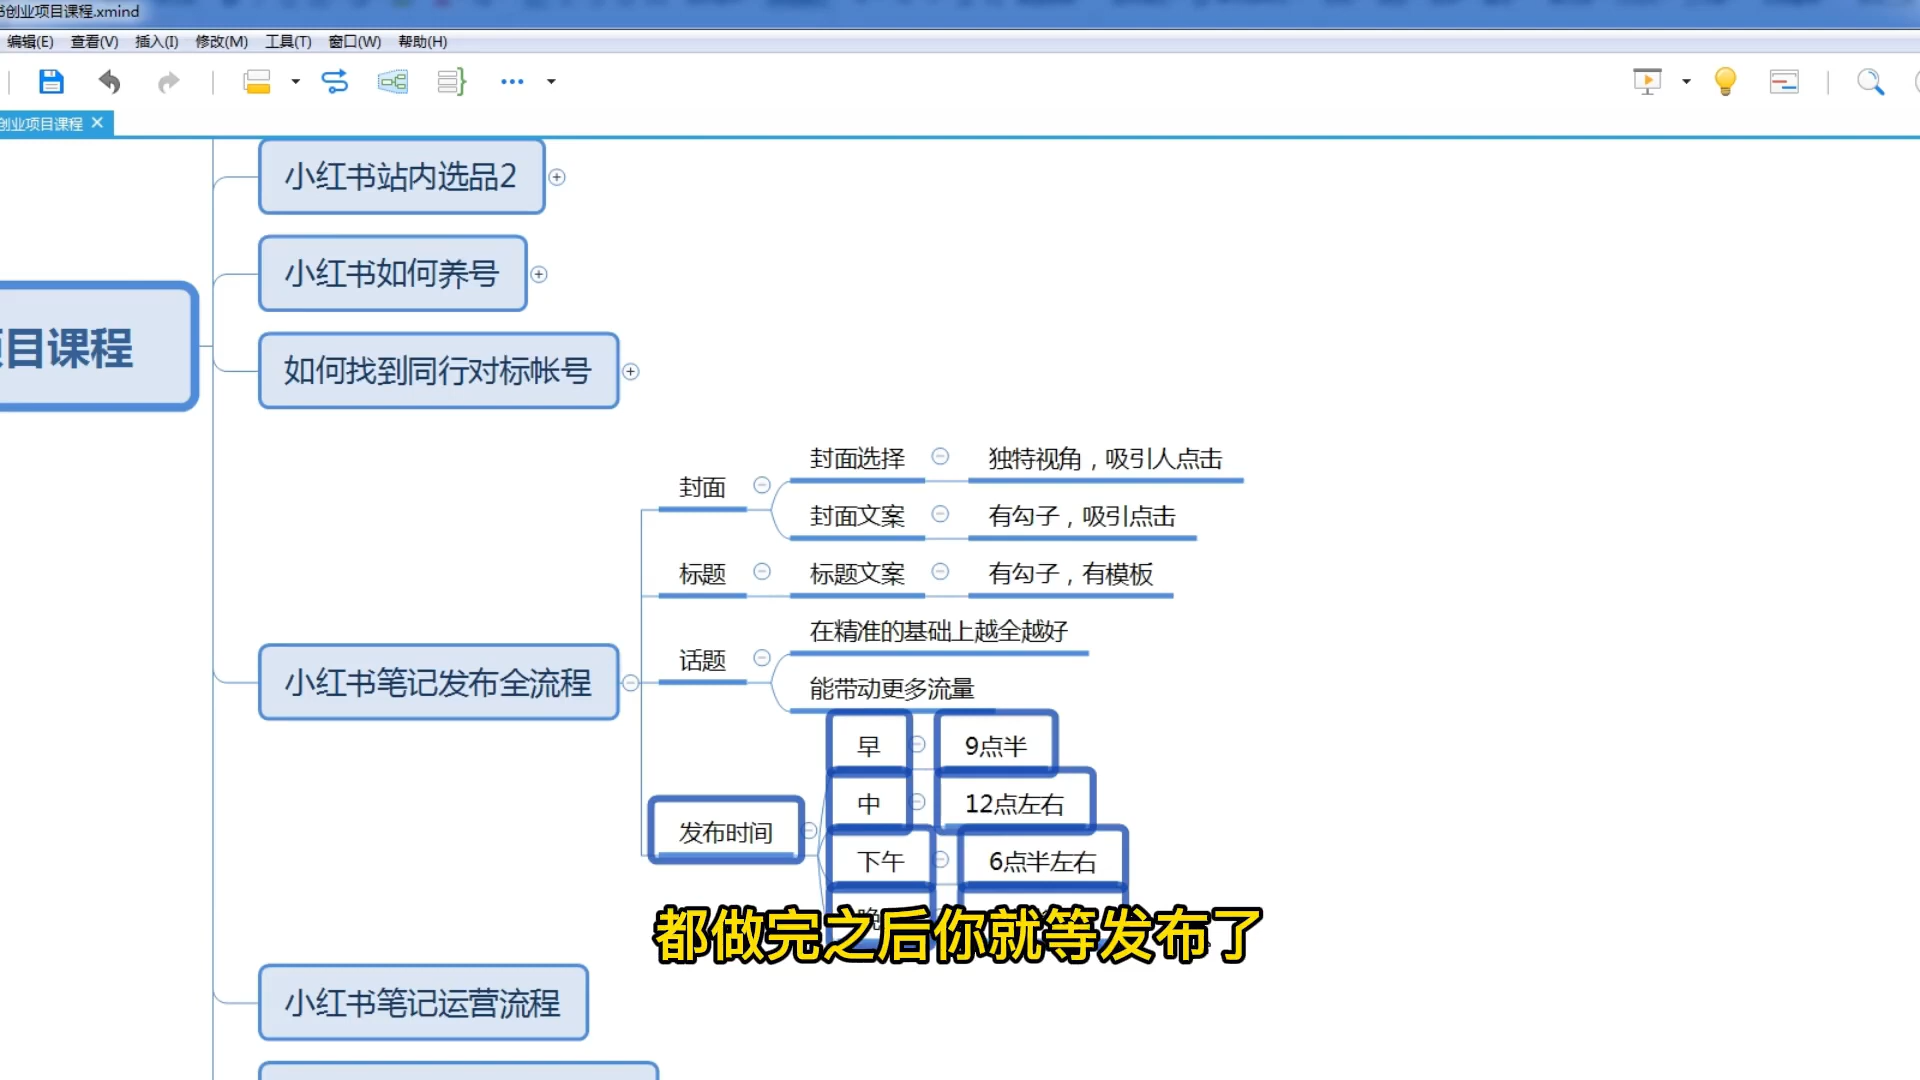 创业项目课程.xmind
编辑(E) 查看(V) 插入(I) 修改(M) 工具(T) 窗口(W) 帮助(H)
创业项目课程
小红书站内选品2
小红书如何养号
项目课程
如何找到同行对标帐号
封面选择
独特视角，吸引人点击
封面
封面文案
有勾子，吸引点击
标题
标题文案
有勾子，有模板
在精准的基础上越全越好
话题
小红书笔记发布全流程
能带动更多流量
早
9点半
中
12点左右
发布时间
下午
6点半左右
晚
都做完之后你就等发布了
小红书笔记运营流程